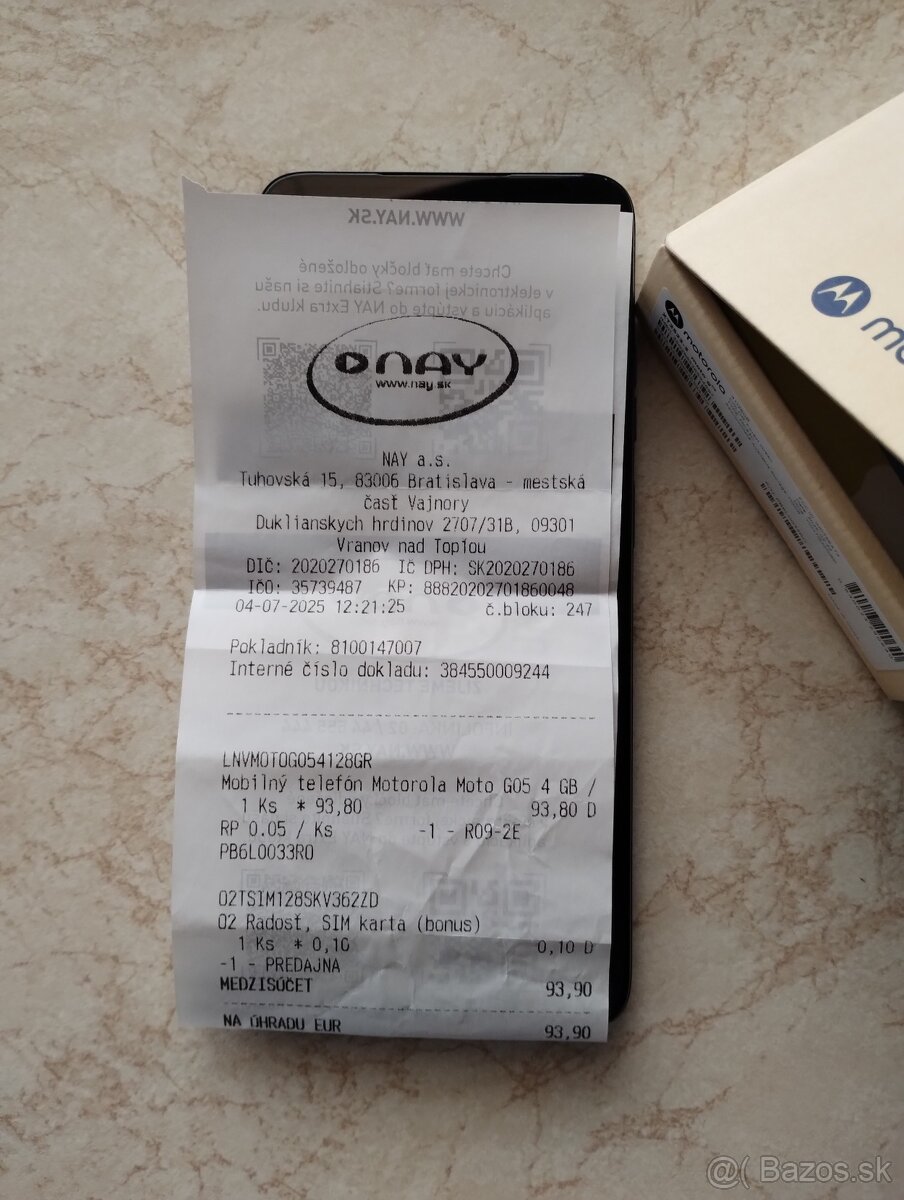 WWW.NAY.SK
Chcete mať bločky odložené
v elektronickej forme? Stiahnite si našu
aplikáciu a vstúpte do NAY Extra klubu.
NAY
www.nay.sk
NAY a.s.
Tuhovská 15, 83006 Bratislava - mestská
časť Vajnory
Duklianskych hrdinov 2707/31B, 09301
Vranov nad Topľou
DIČ: 2020270186 IČ DPH: SK2020270186
IČO: 35739487 KP: 88820202701860048
04-07-2025 12:21:25 č.bloku: 247
Pokladník: 8100147007
Interné číslo dokladu: 384550009244
LNVMOTOG054128GR
Mobilný telefón Motorola Moto G05 4 GB /
1 Ks * 93,80 93,80 D
RP 0.05 / Ks -1 - R09-2E
PB6L0033RO
O2TSIM128SKV362ZD
O2 Radosť, SIM karta (bonus)
1 Ks * 0,10 0,10 D
-1 - PREDAJNA
MEDZISÚČET 93,90
NA ÚHRADU EUR 93,90
motorola
@( Bazos.sk